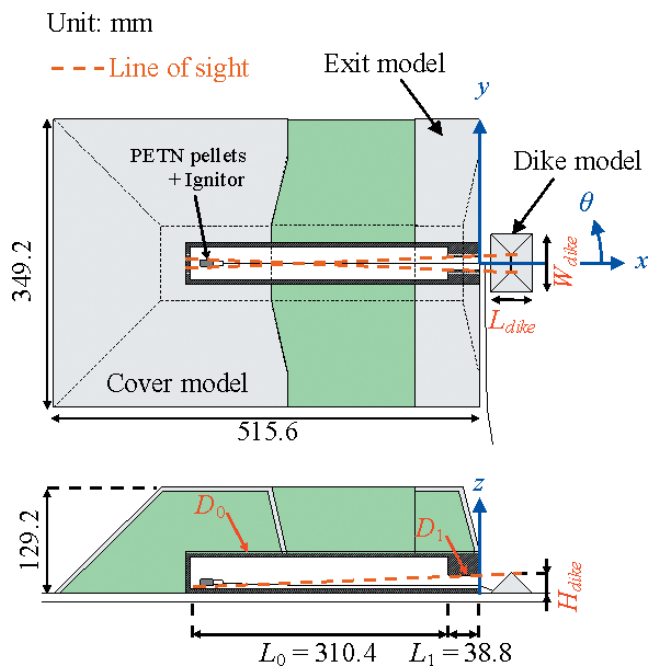 Unit: mm
Line of sight
Exit model
y
PETN pellets
+ Ignitor
Dike model
θ
x
W_dike
L_dike
349.2
Cover model
515.6
z
129.2
D_0
D_1
H_dike
L_0 = 310.4
L_1 = 38.8